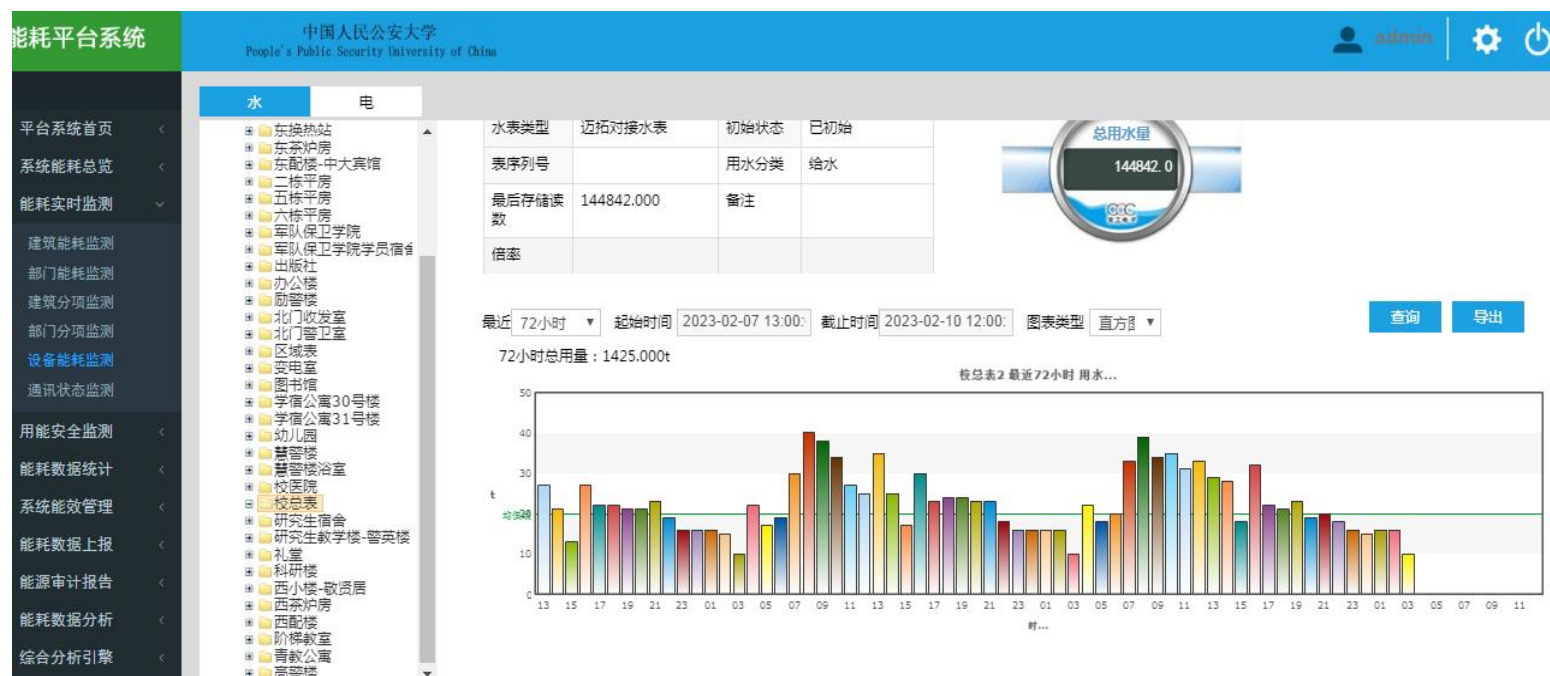 能耗平台系统
中国人民公安大学
People's Public Security University of China
admin
水 电
平台系统首页
系统能耗总览
能耗实时监测
建筑能耗监测
部门能耗监测
建筑分项监测
部门分项监测
设备能耗监测
通讯状态监测
用能安全监测
能耗数据统计
系统能效管理
能耗数据上报
能源审计报告
能耗数据分析
综合分析引擎
东换热站
东茶炉房
东配楼-中大宾馆
二栋平房
五栋平房
六栋平房
军队保卫学院
军队保卫学院学员宿舍
出版社
办公楼
励警楼
北门收发室
北门警卫室
区域表
变电室
图书馆
学宿公寓30号楼
学宿公寓31号楼
幼儿园
慧警楼
慧警楼浴室
校医院
校总表
研究生宿舍
研究生教学楼-警英楼
礼堂
科研楼
西小楼-敬贤居
西茶炉房
西配楼
阶梯教室
青教公寓
高警楼
水表类型 迈拓对接水表 初始状态 已初始
表序列号 用水分类 给水
最后存储读数 144842.000 备注
倍率
总用水量
144842.0
最近 72小时 起始时间 2023-02-07 13:00: 截止时间 2023-02-10 12:00: 图表类型 直方图 查询 导出
72小时总用量：1425.000t
校总表2 最近72小时 用水...
50
40
30
t
20
10
0
13 15 17 19 21 23 01 03 05 07 09 11 13 15 17 19 21 23 01 03 05 07 09 11 13 15 17 19 21 23 01 03 05 07 09 11
时...